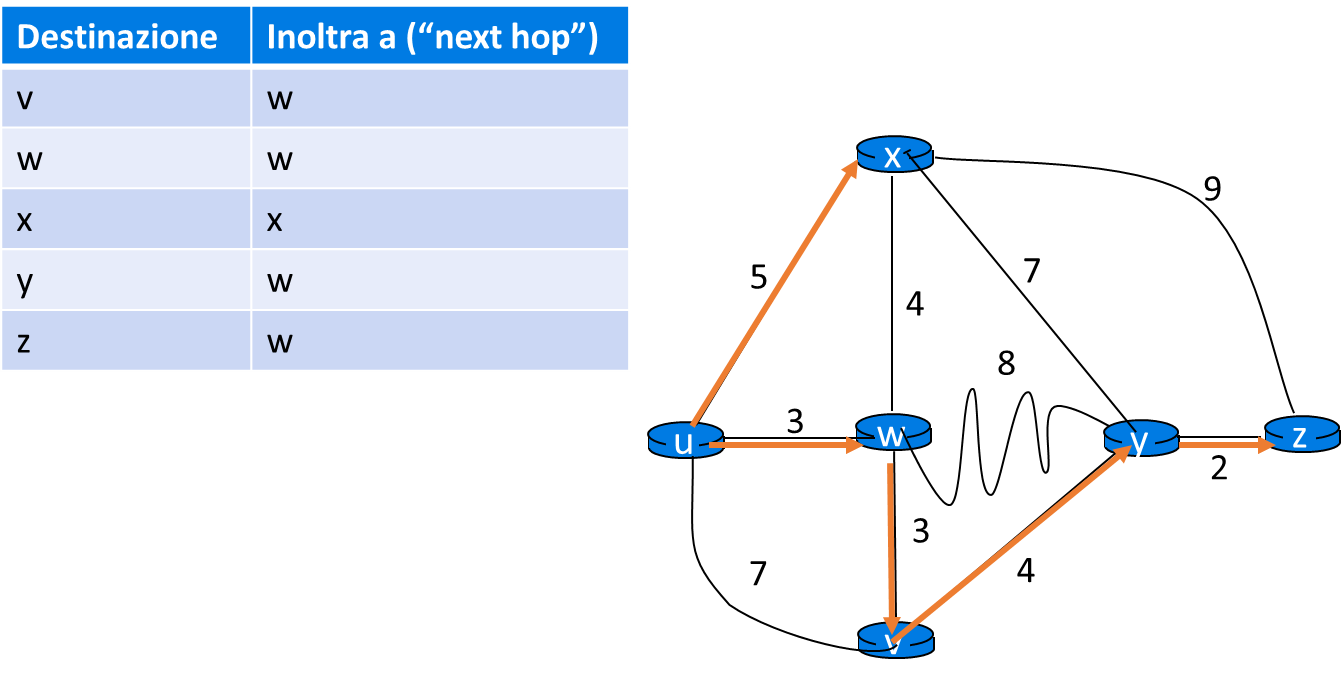 Destinazione Inoltra a (“next hop”)
v w
w w
x x
y w
z w
x
9
5
7
4
8
3
u
w
y
z
2
3
7
4
v